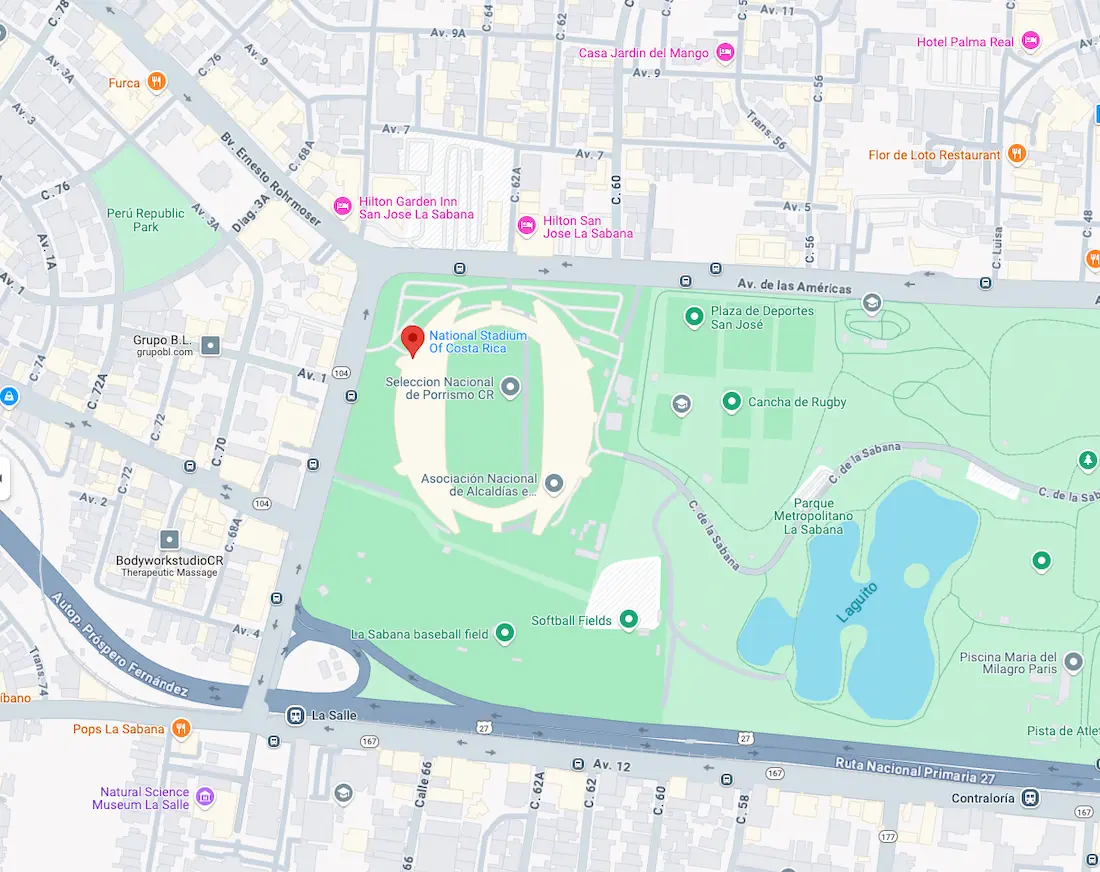 C. 78
C. 64
C. 62
C. 5
Av. 11
Av. 9A
Hotel Palma Real
Av. 9
C. 76
Casa Jardin del Mango
Av. 3A
Av. 9
Furca
C. 56
Av. 3
Trans. 56
Av. 7
Av. 7
C. 68A
Bv. Ernesto Rohrmoser
Flor de Loto Restaurant
C. 76
C. 62A
C. 60
Hilton Garden Inn
San Jose La Sabana
Av. 5
Perú Republic
Park
Av. 3A
Diag. 3A
Hilton San
Jose La Sabana
C. 48
Av. 1A
C. Luisa
C. 56
Av. 1
Av. de las Américas
Plaza de Deportes
San José
National Stadium
Of Costa Rica
Grupo B.L.
grupobl.com
C. 74
Av. 1
104
Seleccion Nacional
de Porrismo CR
C. 72A
Cancha de Rugby
C. 72
C. 70
C. de la Sabana
C. 72
Asociación Nacional
de Alcaldías e...
C. de la Sab
Av. 2
104
Parque
Metropolitano
La Sabana
C. 68A
C. de la Sabana
BodyworkstudioCR
Therapeutic Massage
Laguito
Autop. Próspero Fernández
Softball Fields
Av. 4
La Sabana baseball field
Trans. 74
Piscina Maria del
Milagro Paris
íbano
La Salle
Pops La Sabana
27
Pista de Atle
167
27
Av. 12
Ruta Nacional Primaria 27
167
Natural Science
Museum La Salle
Calle 66
C. 62A
C. 62
C. 60
C. 58
Contraloría
167
177
66